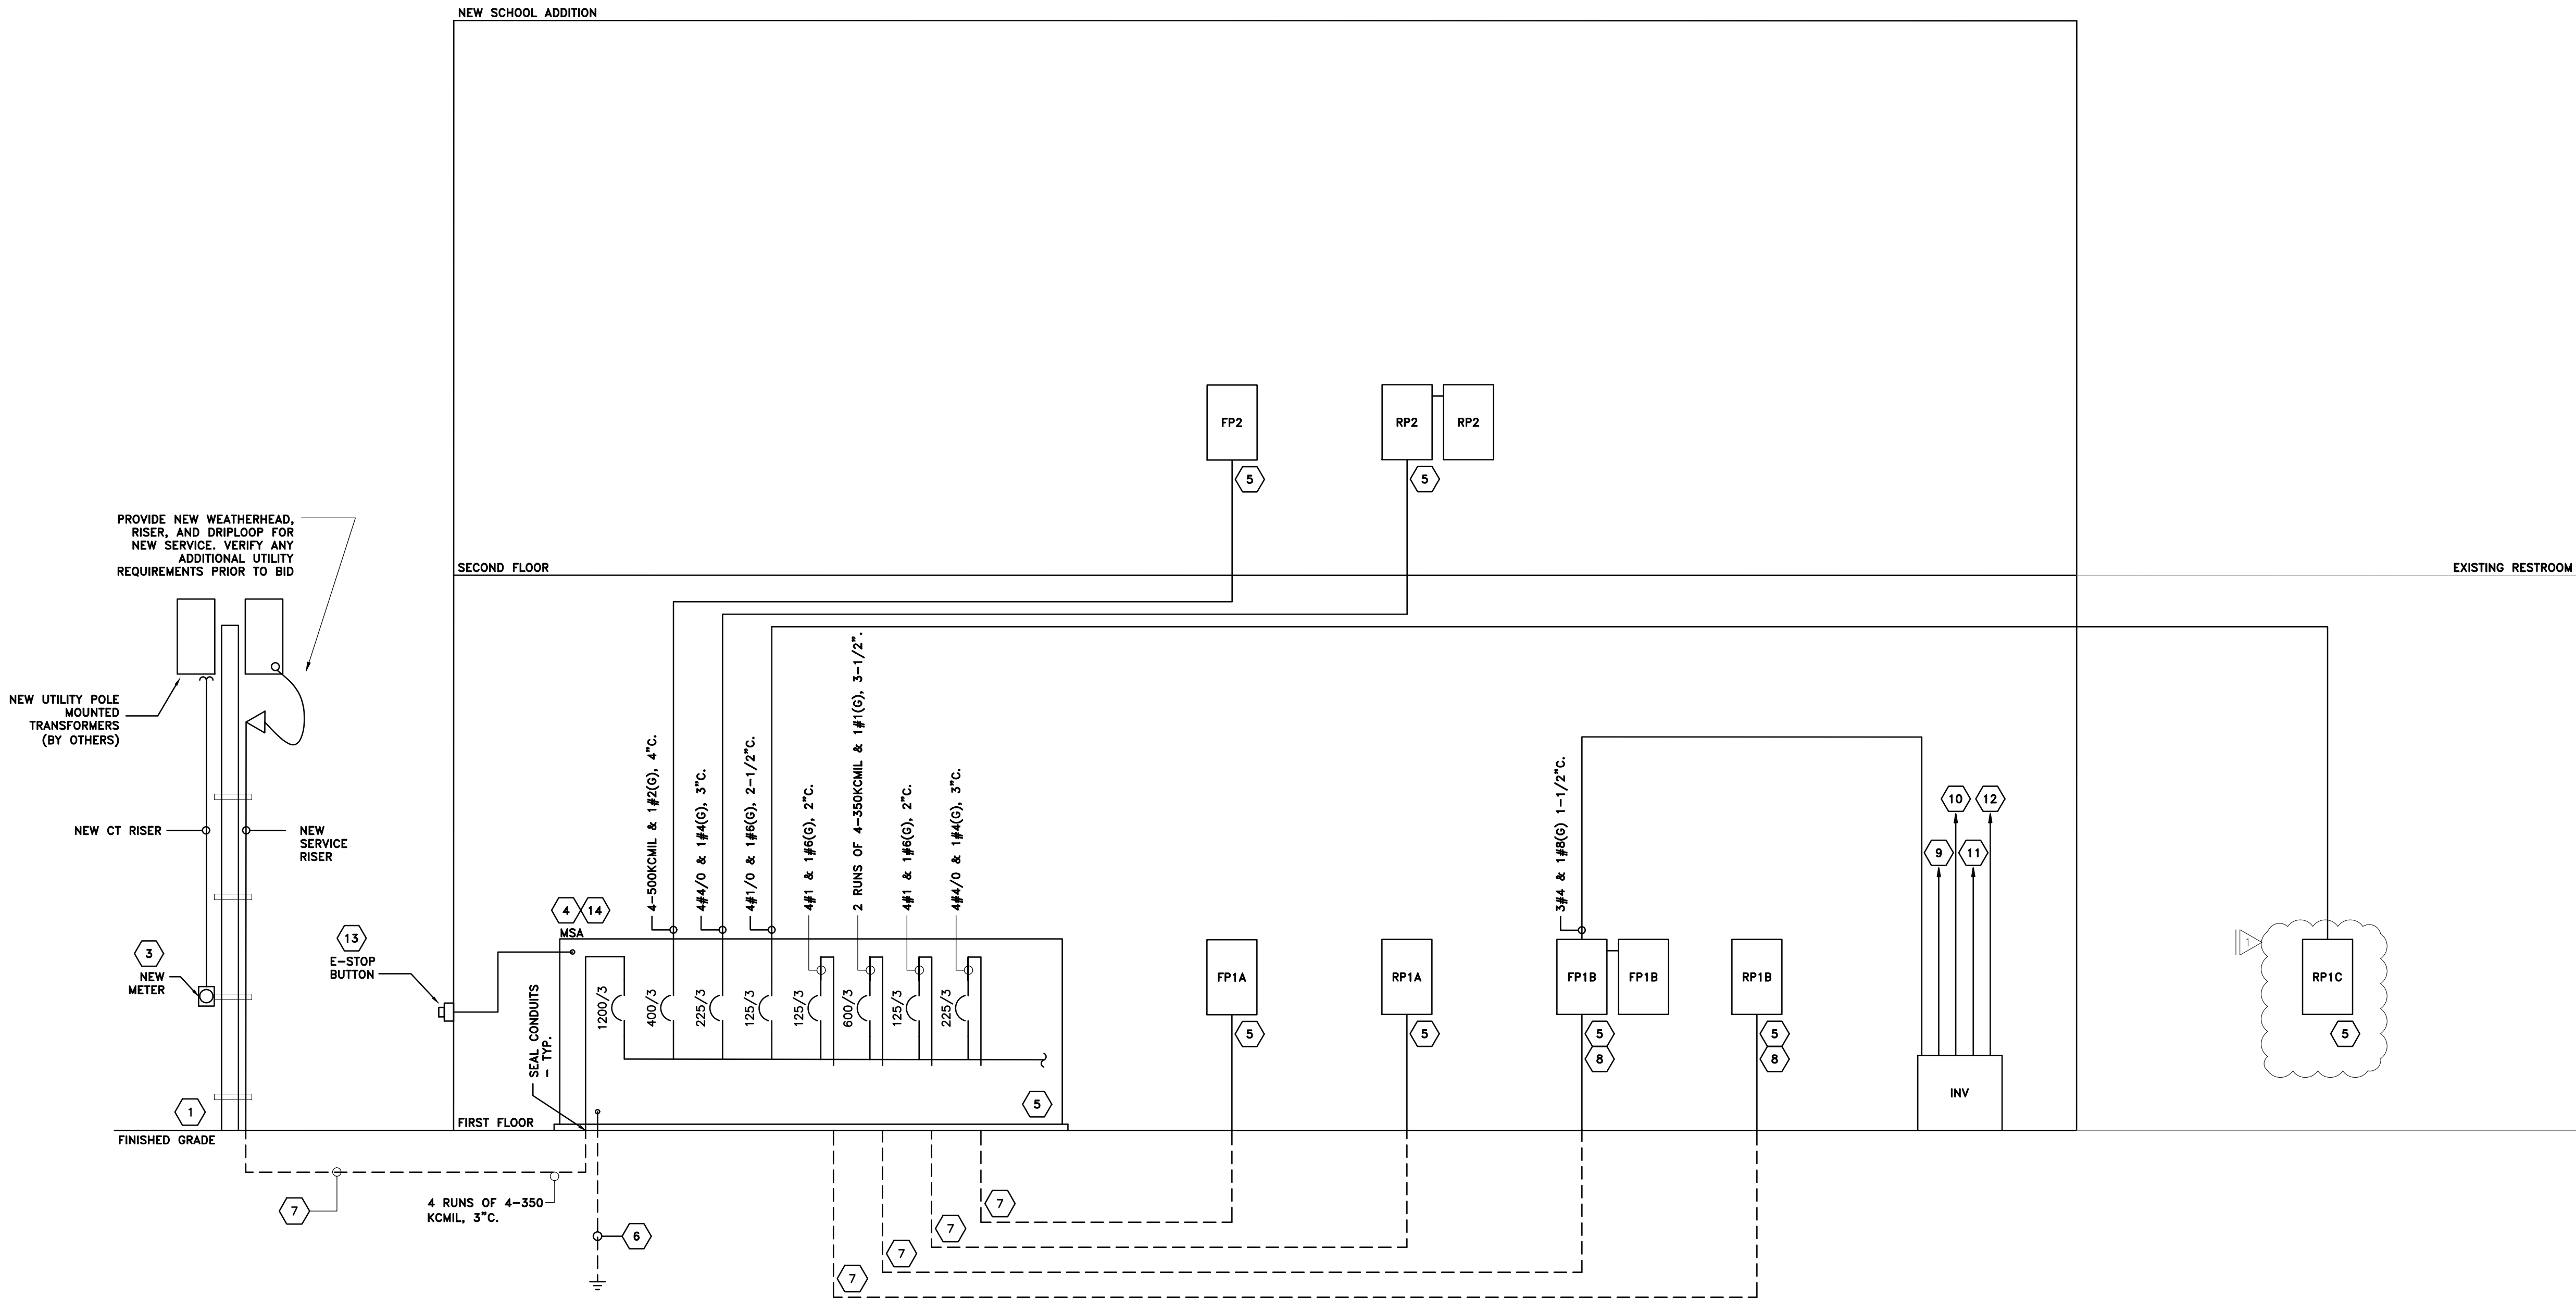 NEW SCHOOL ADDITION
FP2
RP2
RP2
5
5
PROVIDE NEW WEATHERHEAD,
RISER, AND DRIPLOOP FOR
NEW SERVICE. VERIFY ANY
ADDITIONAL UTILITY
REQUIREMENTS PRIOR TO BID
SECOND FLOOR
EXISTING RESTROOM
NEW UTILITY POLE
MOUNTED
TRANSFORMERS
(BY OTHERS)
NEW CT RISER
NEW
SERVICE
RISER
4-500KCMIL & 1#2(G), 4"C.
4#4/0 & 1#4(G), 3"C.
4#1/0 & 1#6(G), 2-1/2"C.
4#1 & 1#6(G), 2"C.
2 RUNS OF 4-350KCMIL & 1#1(G), 3-1/2".
4#1 & 1#6(G), 2"C.
4#4/0 & 1#4(G), 3"C.
3#4 & 1#8(G) 1-1/2"C.
10
12
9
11
4
14
MSA
3
NEW
METER
13
E-STOP
BUTTON
SEAL CONDUITS
- TYP.
1200/3
400/3
225/3
125/3
125/3
600/3
125/3
225/3
FP1A
RP1A
FP1B
FP1B
RP1B
1
RP1C
5
5
5
8
5
8
5
INV
5
1
FIRST FLOOR
FINISHED GRADE
7
4 RUNS OF 4-350
KCMIL, 3"C.
6
7
7
7
7